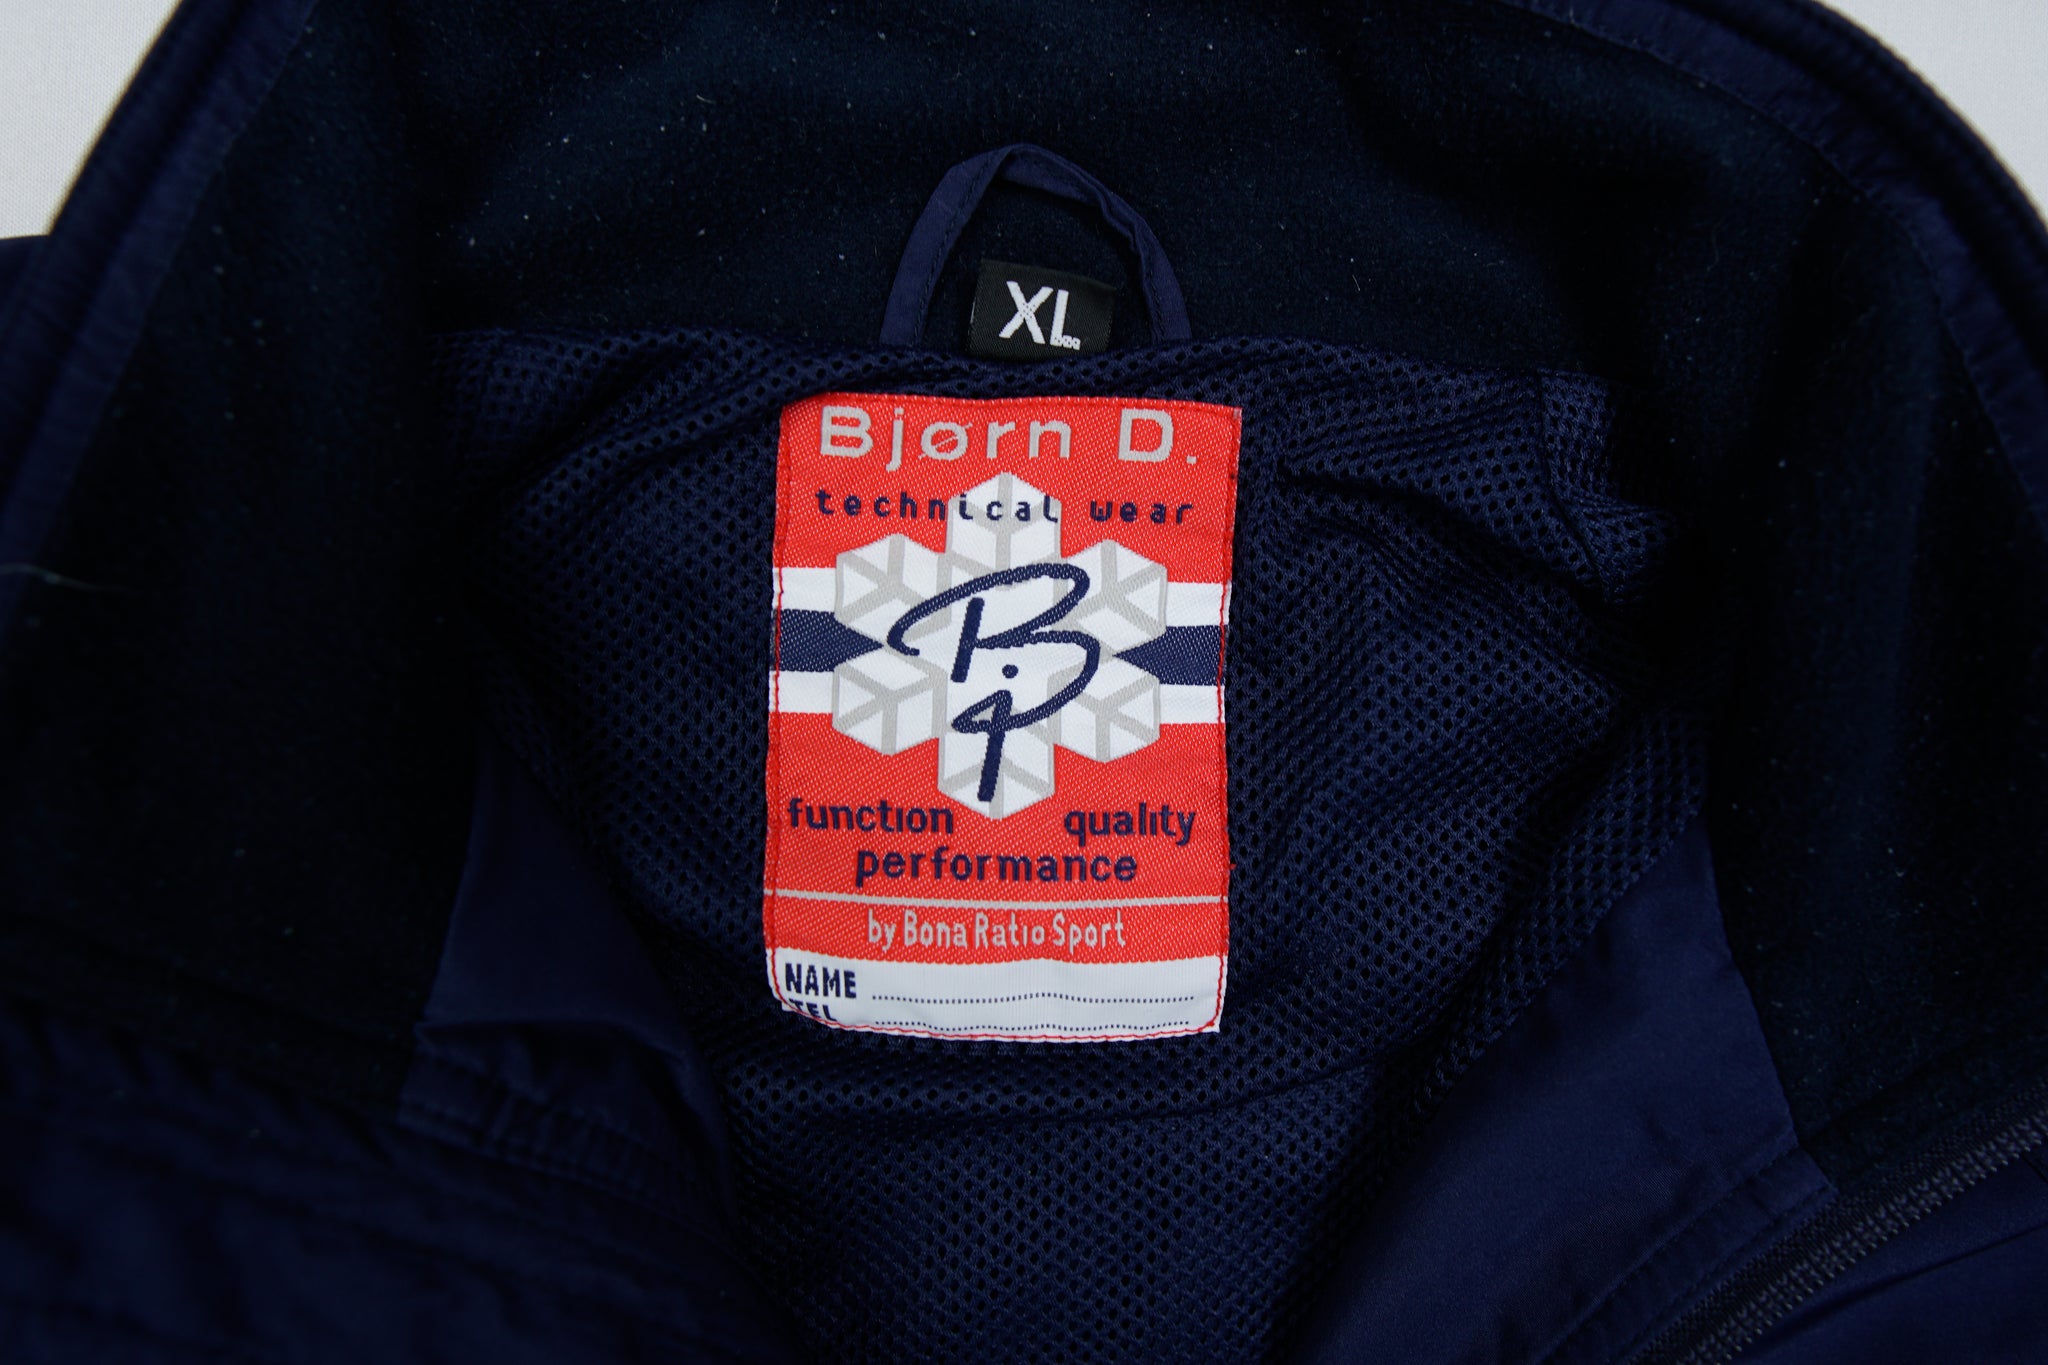 XL
Bjørn D.
technical wear
B.
function quality
performance
by Bona Ratio Sport
NAME
TEL